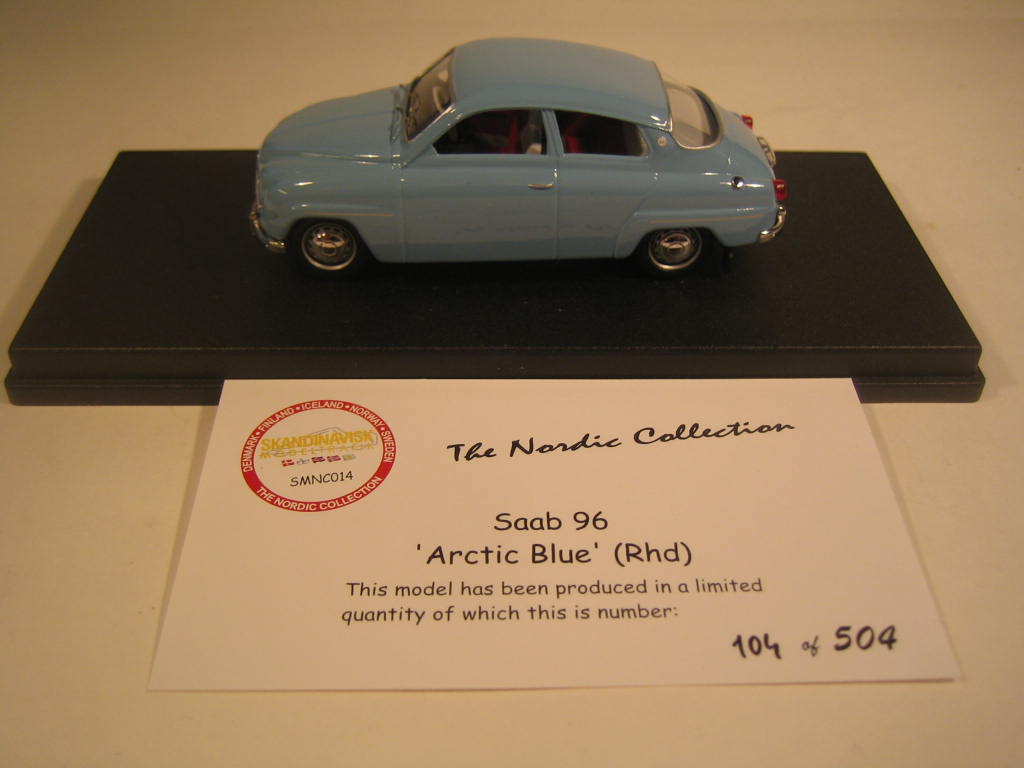 DENMARK • FINLAND • ICELAND • NORWAY • SWEDEN
SKANDINAVISK
MODELTRAFIK
SMNC014
THE NORDIC COLLECTION
The Nordic Collection
Saab 96
'Arctic Blue' (Rhd)
This model has been produced in a limited
quantity of which this is number:
104 of 504